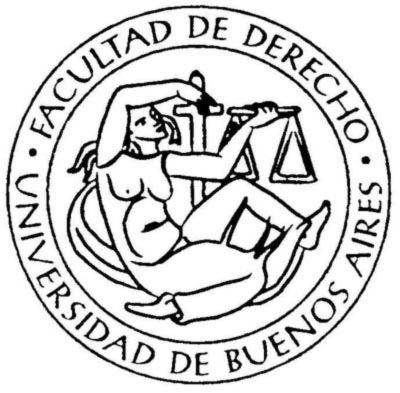 · FACULTAD DE DERECHO ·
UNIVERSIDAD DE BUENOS AIRES